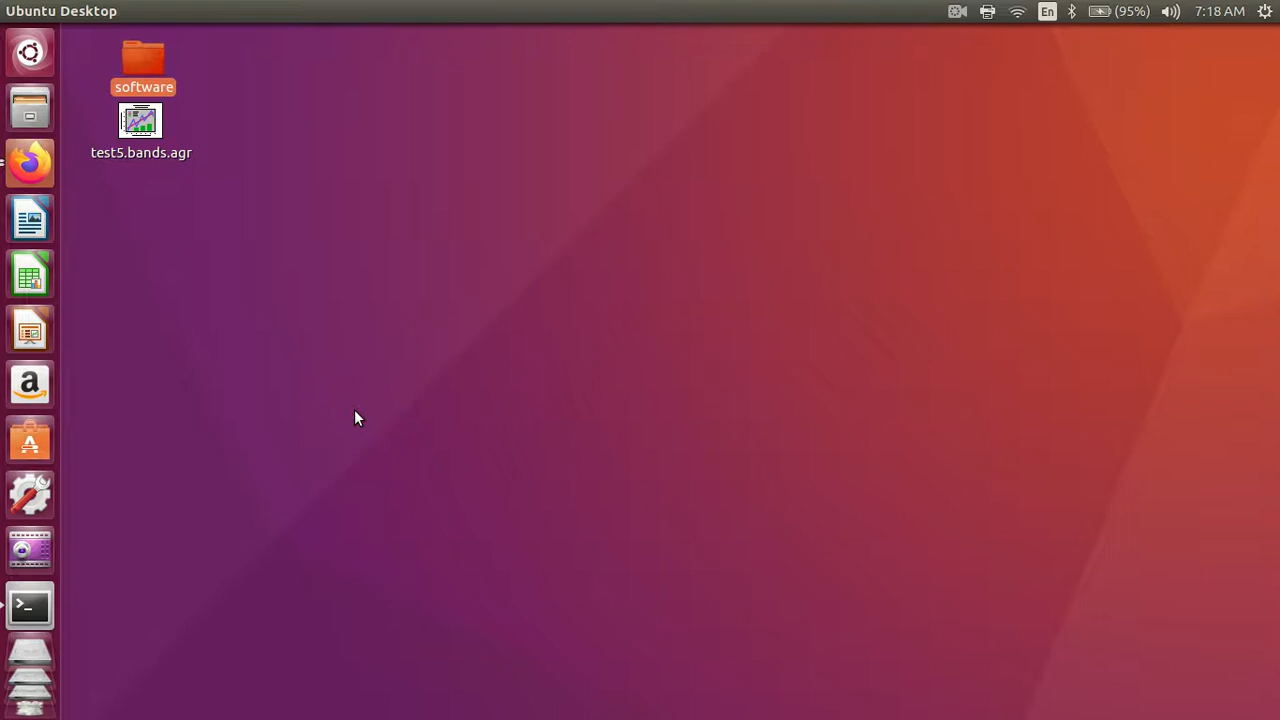 Ubuntu Desktop
En
(95%)
7:18 AM
software
test5.bands.agr